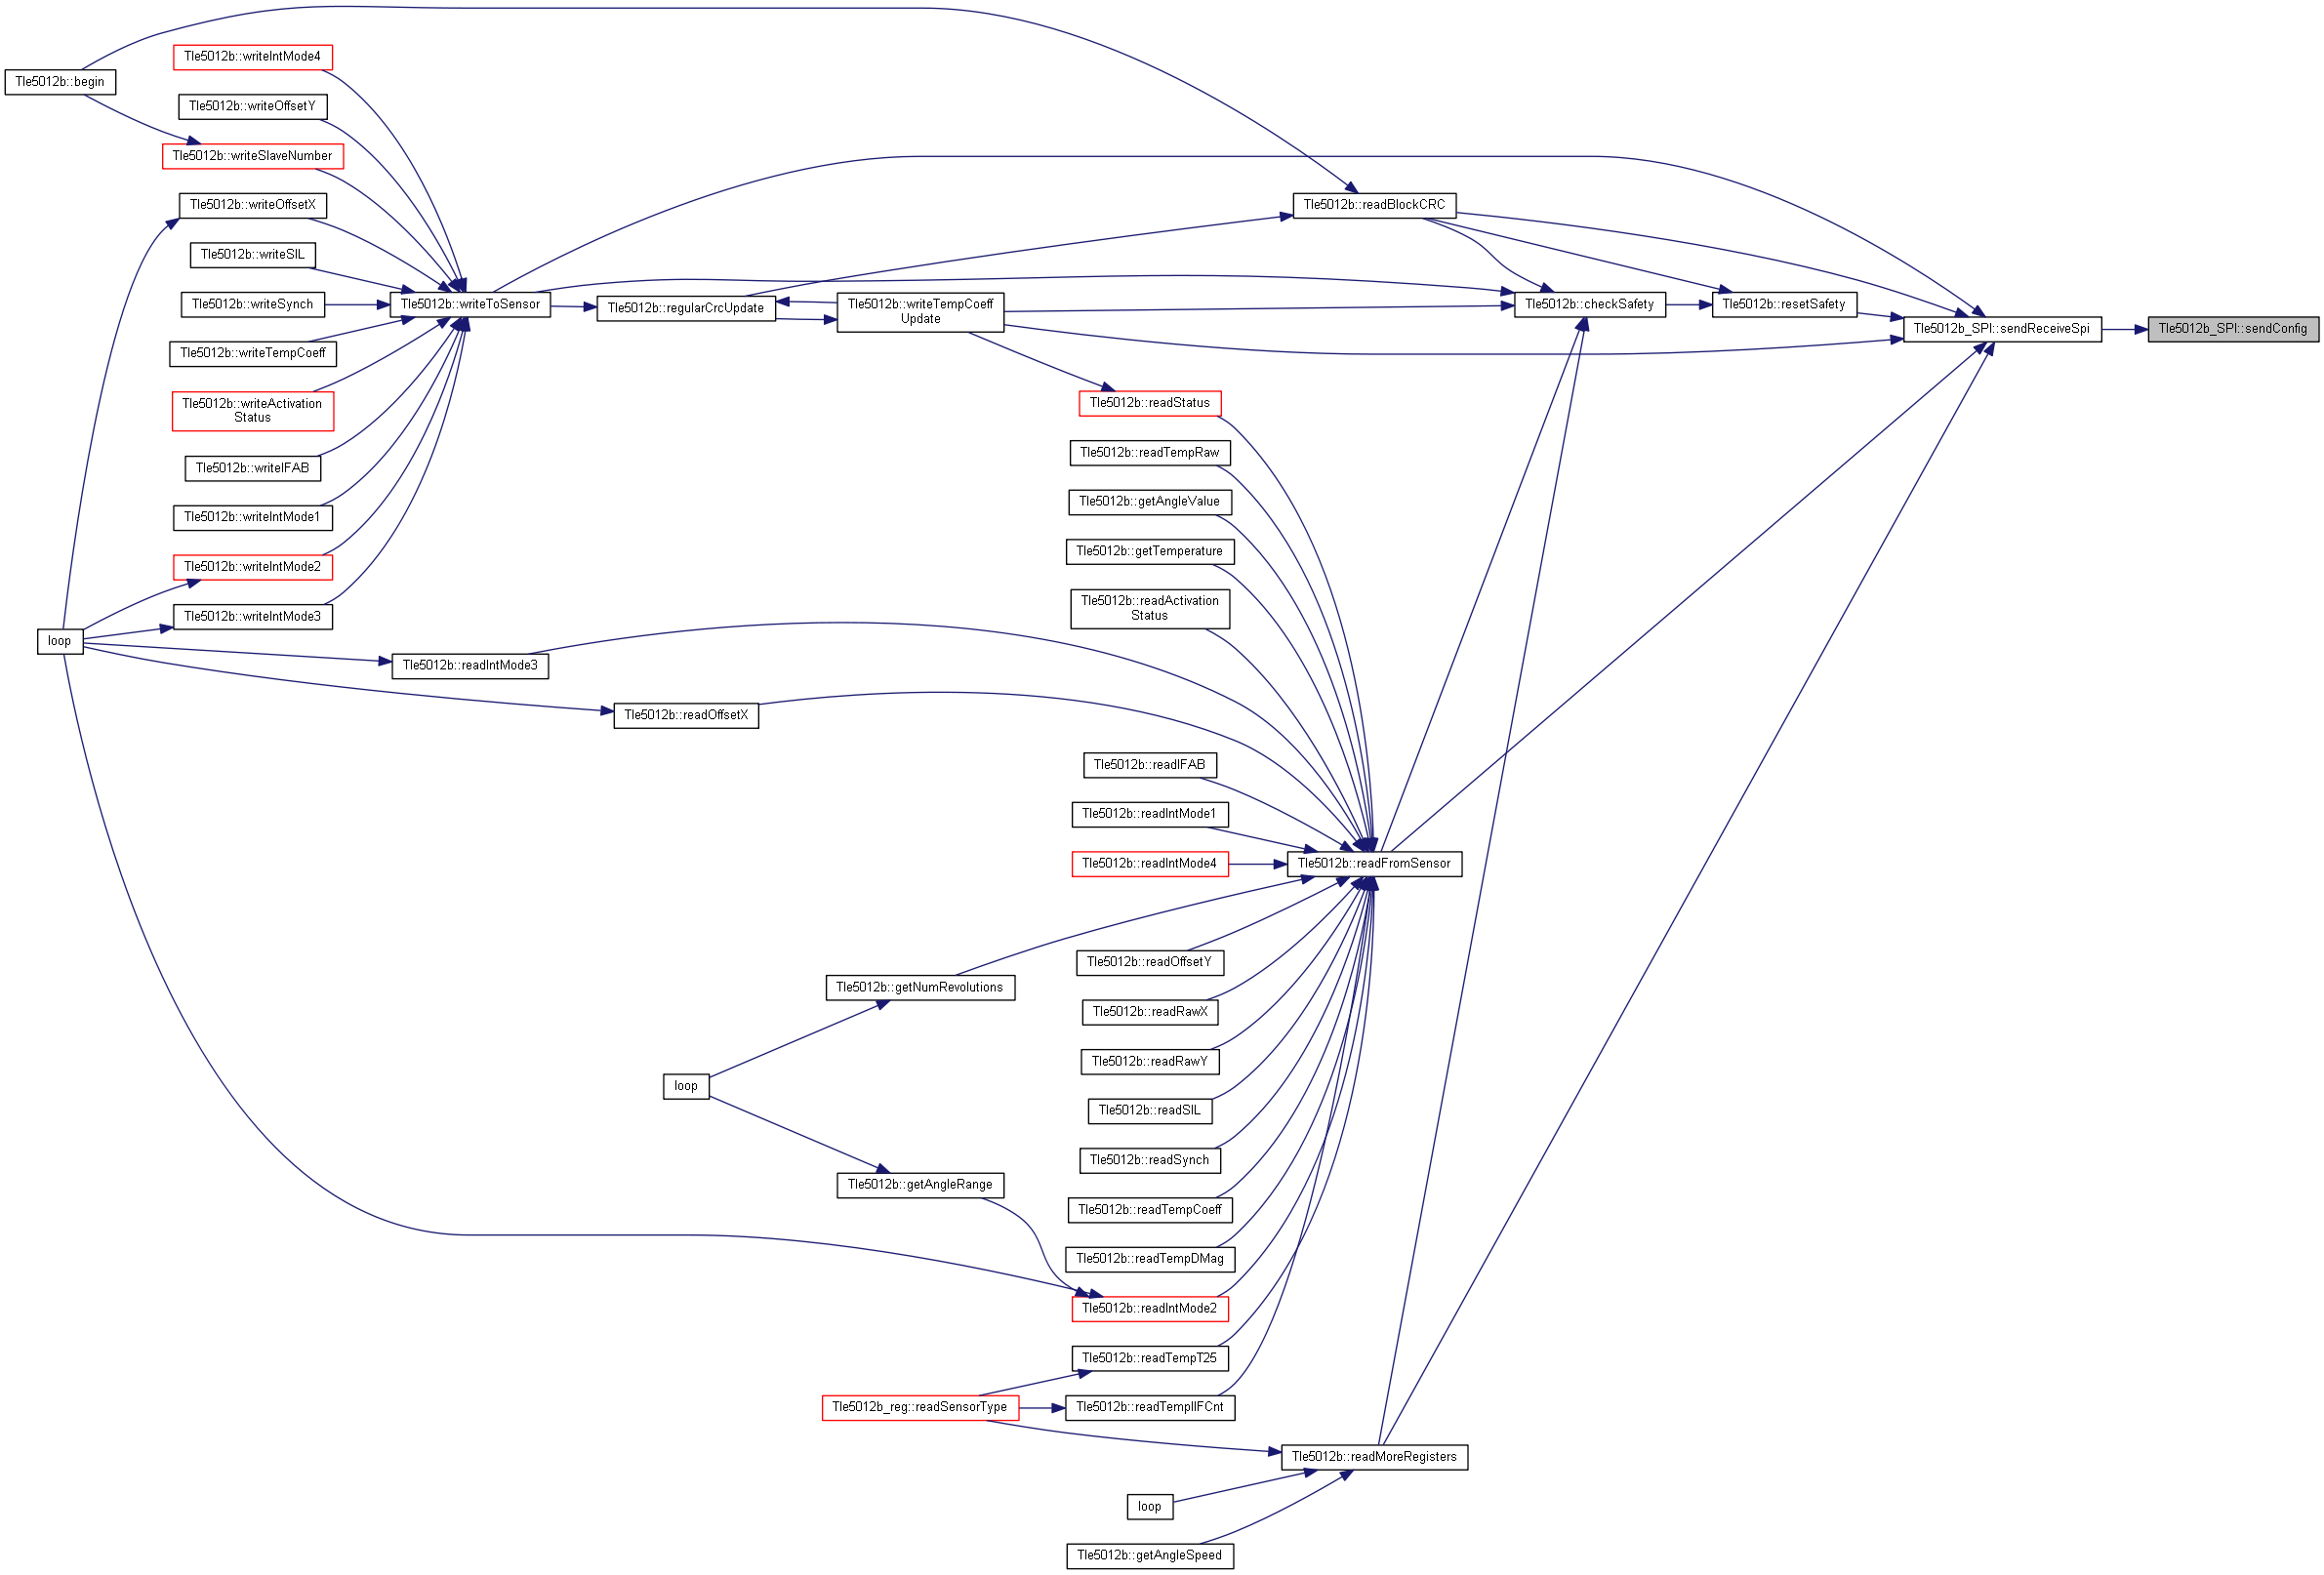 Tle5012b::begin
Tle5012b::writeIntMode4
Tle5012b::writeOffsetY
Tle5012b::writeSlaveNumber
Tle5012b::writeOffsetX
Tle5012b::writeSIL
Tle5012b::writeSynch
Tle5012b::writeTempCoeff
Tle5012b::writeActivation
Status
Tle5012b::writeIFAB
Tle5012b::writeIntMode1
Tle5012b::writeIntMode2
Tle5012b::writeIntMode3
loop
Tle5012b::writeToSensor
Tle5012b::regularCrcUpdate
Tle5012b::writeTempCoeff
Update
Tle5012b::readBlockCRC
Tle5012b::checkSafety
Tle5012b::resetSafety
Tle5012b_SPI::sendReceiveSpi
Tle5012b_SPI::sendConfig
Tle5012b::readStatus
Tle5012b::readTempRaw
Tle5012b::getAngleValue
Tle5012b::getTemperature
Tle5012b::readActivation
Status
Tle5012b::readIntMode3
Tle5012b::readOffsetX
Tle5012b::readIFAB
Tle5012b::readIntMode1
Tle5012b::readIntMode4
Tle5012b::readFromSensor
Tle5012b::readOffsetY
Tle5012b::getNumRevolutions
Tle5012b::readRawX
Tle5012b::readRawY
loop
Tle5012b::readSIL
Tle5012b::readSynch
Tle5012b::getAngleRange
Tle5012b::readTempCoeff
Tle5012b::readTempDMag
Tle5012b::readIntMode2
Tle5012b::readTempT25
Tle5012b_reg::readSensorType
Tle5012b::readTempIIFCnt
Tle5012b::readMoreRegisters
loop
Tle5012b::getAngleSpeed